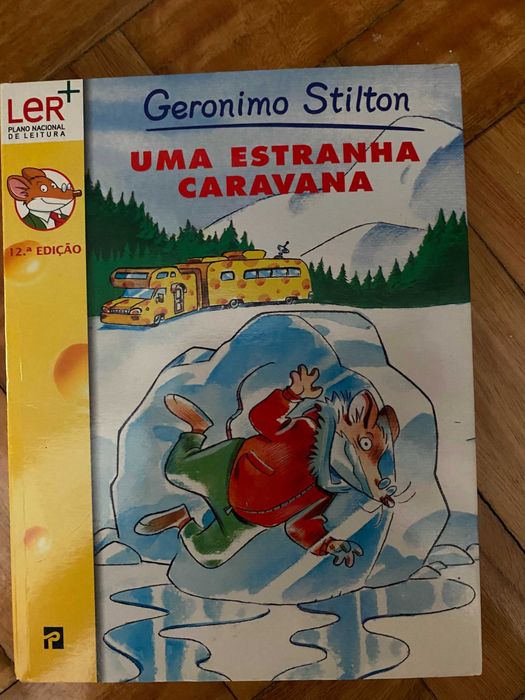 LeR+
PLANO NACIONAL
DE LEITURA
Geronimo Stilton
UMA ESTRANHA
CARAVANA
12.ª EDIÇÃO